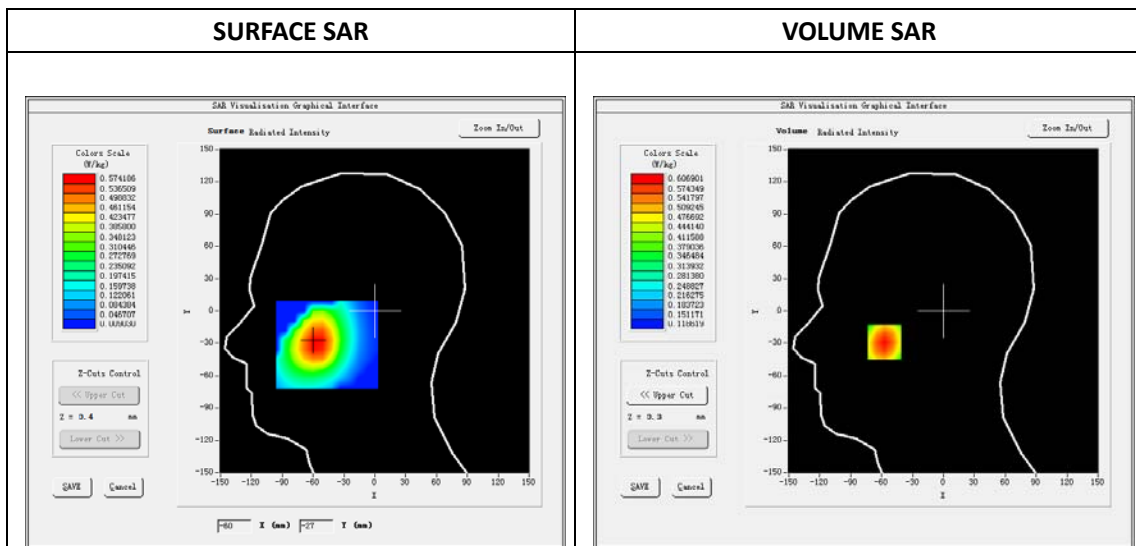 SURFACE SAR
VOLUME SAR
SAR Visualisation Graphical Interface
Surface Radiated Intensity
Zoom In/Out
Colors Scale
(W/kg)
0.574186
0.536509
0.498832
0.461154
0.423477
0.385800
0.348123
0.310446
0.272769
0.235092
0.197415
0.159738
0.122061
0.084384
0.046707
0.009030
Z-Cuts Control
<< Upper Cut
Z = 3.4 mm
Lower Cut >>
SAVE
Cancel
150
120
90
60
30
0
-30
-60
-90
-120
-150
Y
-150 -120 -90 -60 -30 0 30 60 90 120 150
X
-60 X (mm) -27 Y (mm)
SAR Visualisation Graphical Interface
Volume Radiated Intensity
Zoom In/Out
Colors Scale
(W/kg)
0.606901
0.574349
0.541797
0.509245
0.476692
0.444140
0.411588
0.379036
0.346484
0.313932
0.281380
0.248827
0.216275
0.183723
0.151171
0.118619
Z-Cuts Control
<< Upper Cut
Z = 3.3 mm
Lower Cut >>
SAVE
Cancel
150
120
90
60
30
0
-30
-60
-90
-120
-150
Y
-150 -120 -90 -60 -30 0 30 60 90 120 150
X